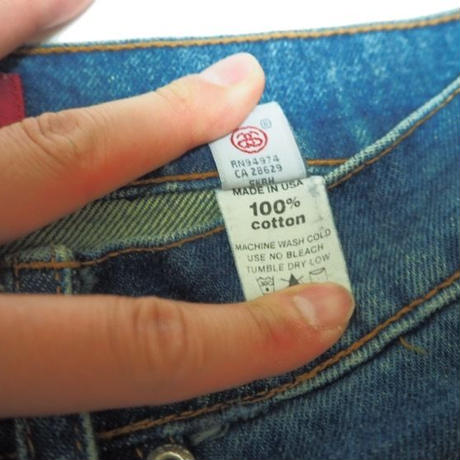 ®
RN94974
CA 28629
MADE IN USA
100%
cotton
MACHINE WASH COLD
USE NO BLEACH
TUMBLE DRY LOW